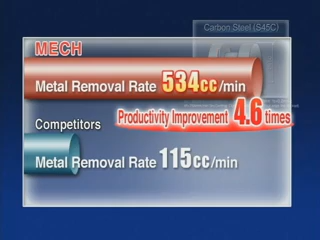 Carbon Steel (S45C)
MECH
Metal Removal Rate 534cc/min
Productivity Improvement 4.6 times
Competitors
Metal Removal Rate 115cc/min